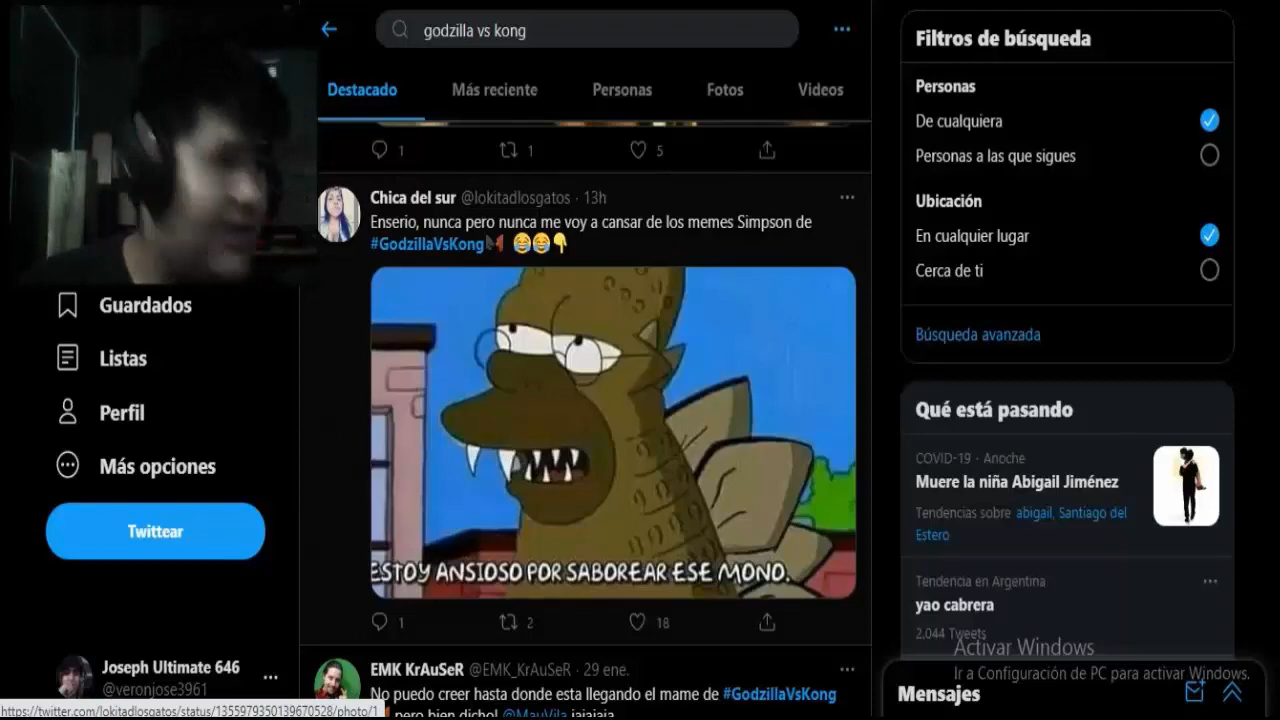 godzilla vs kong
Destacado
Más reciente
Personas
Fotos
Videos
1
1
5
Chica del sur @lokitadlosgatos · 13h
Enserio, nunca pero nunca me voy a cansar de los memes Simpson de
#GodzillaVsKong 😂😂👇
ESTOY ANSIOSO POR SABOREAR ESE MONO.
1
2
18
EMK KrAuSeR @EMK_KrAuSeR · 29 ene.
No puedo creer hasta donde esta llegando el mame de #GodzillaVsKong
pero bien dicho! @MauVila jajajaja
Guardados
Listas
Perfil
Más opciones
Twittear
Joseph Ultimate 646
@veronjose3961
https://twitter.com/lokitadlosgatos/status/1355979350139670528/photo/1
Filtros de búsqueda
Personas
De cualquiera
Personas a las que sigues
Ubicación
En cualquier lugar
Cerca de ti
Búsqueda avanzada
Qué está pasando
COVID-19 · Anoche
Muere la niña Abigail Jiménez
Tendencias sobre abigail, Santiago del
Estero
Tendencia en Argentina
yao cabrera
2.044 Tweets
Activar Windows
Ir a Configuración de PC para activar Windows.
Mensajes